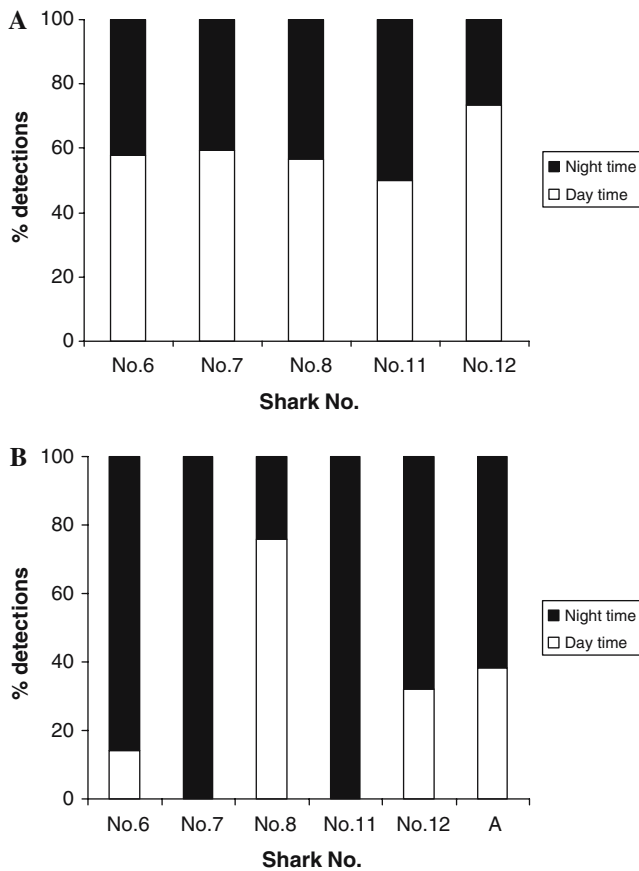 A
100
80
60
40
20
0
% detections
Night time
Day time
No.6 No.7 No.8 No.11 No.12
Shark No.
B
100
80
60
40
20
0
% detections
Night time
Day time
No.6 No.7 No.8 No.11 No.12 A
Shark No.